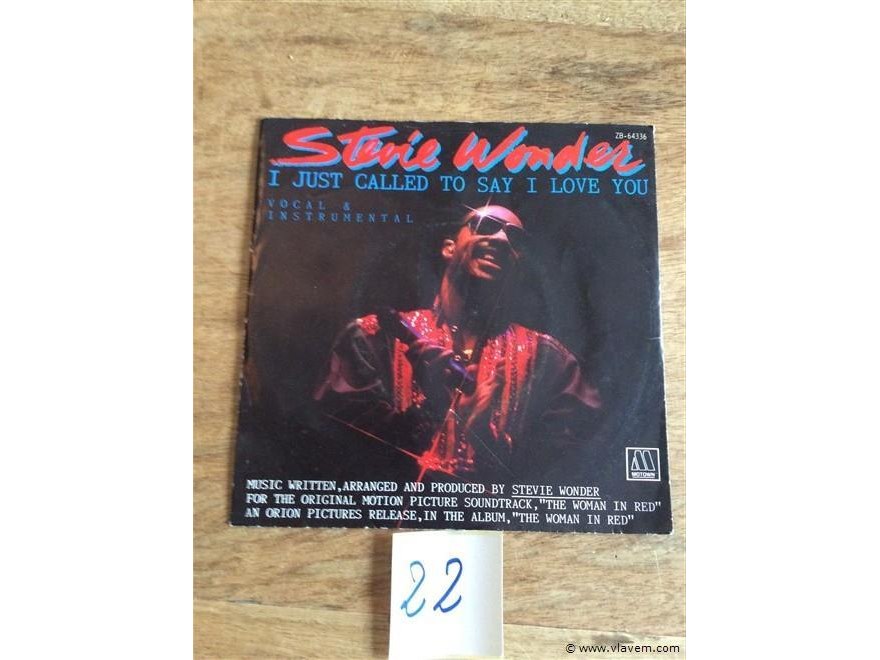 ZB-64336
Stevie Wonder
I JUST CALLED TO SAY I LOVE YOU
VOCAL &
INSTRUMENTAL
MOTOWN
MUSIC WRITTEN,ARRANGED AND PRODUCED BY STEVIE WONDER
FOR THE ORIGINAL MOTION PICTURE SOUNDTRACK,"THE WOMAN IN RED"
AN ORION PICTURES RELEASE,IN THE ALBUM,"THE WOMAN IN RED"
22
© www.vlavem.com